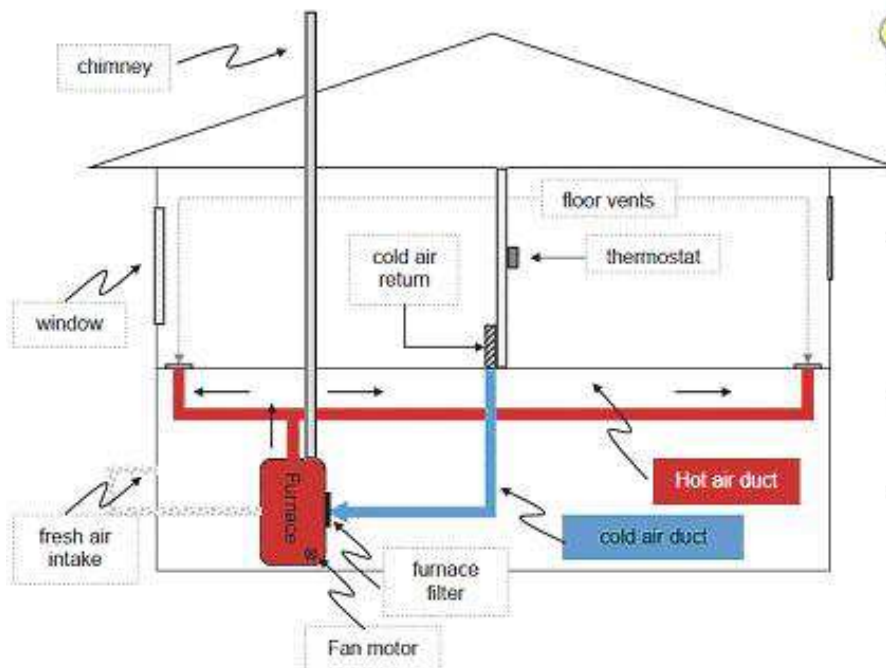 chimney
floor vents
cold air
return
thermostat
window
Furnace
Hot air duct
cold air duct
fresh air
intake
furnace
filter
Fan motor